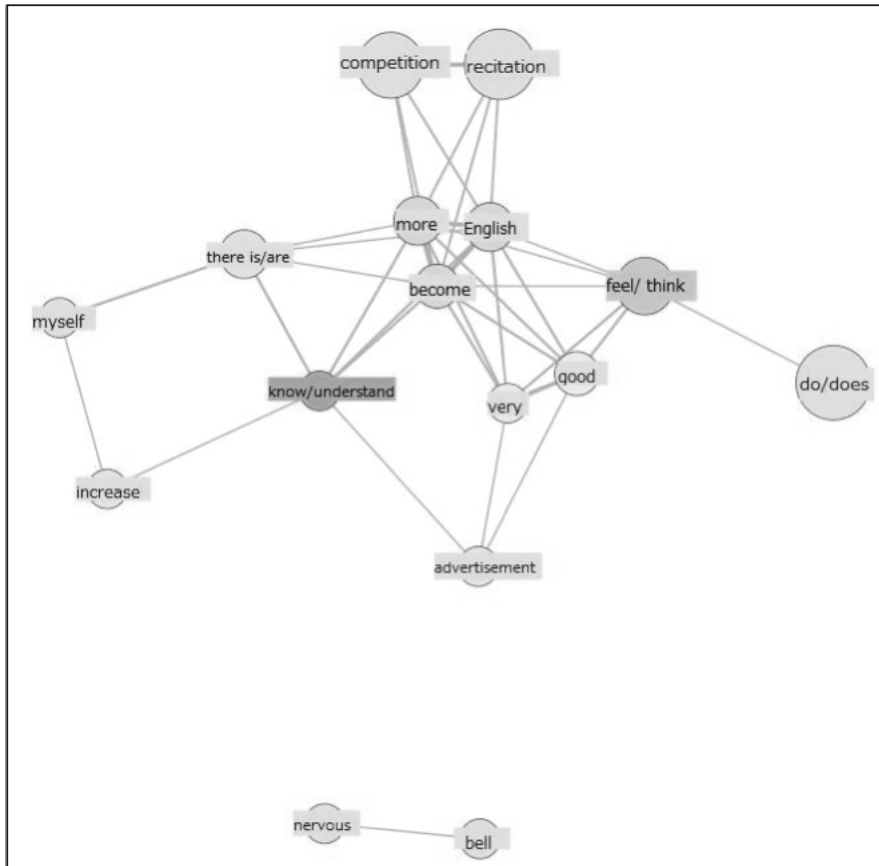 competition
recitation
more
English
there is/are
become
feel/ think
myself
know/understand
good
do/does
very
increase
advertisement
nervous
bell